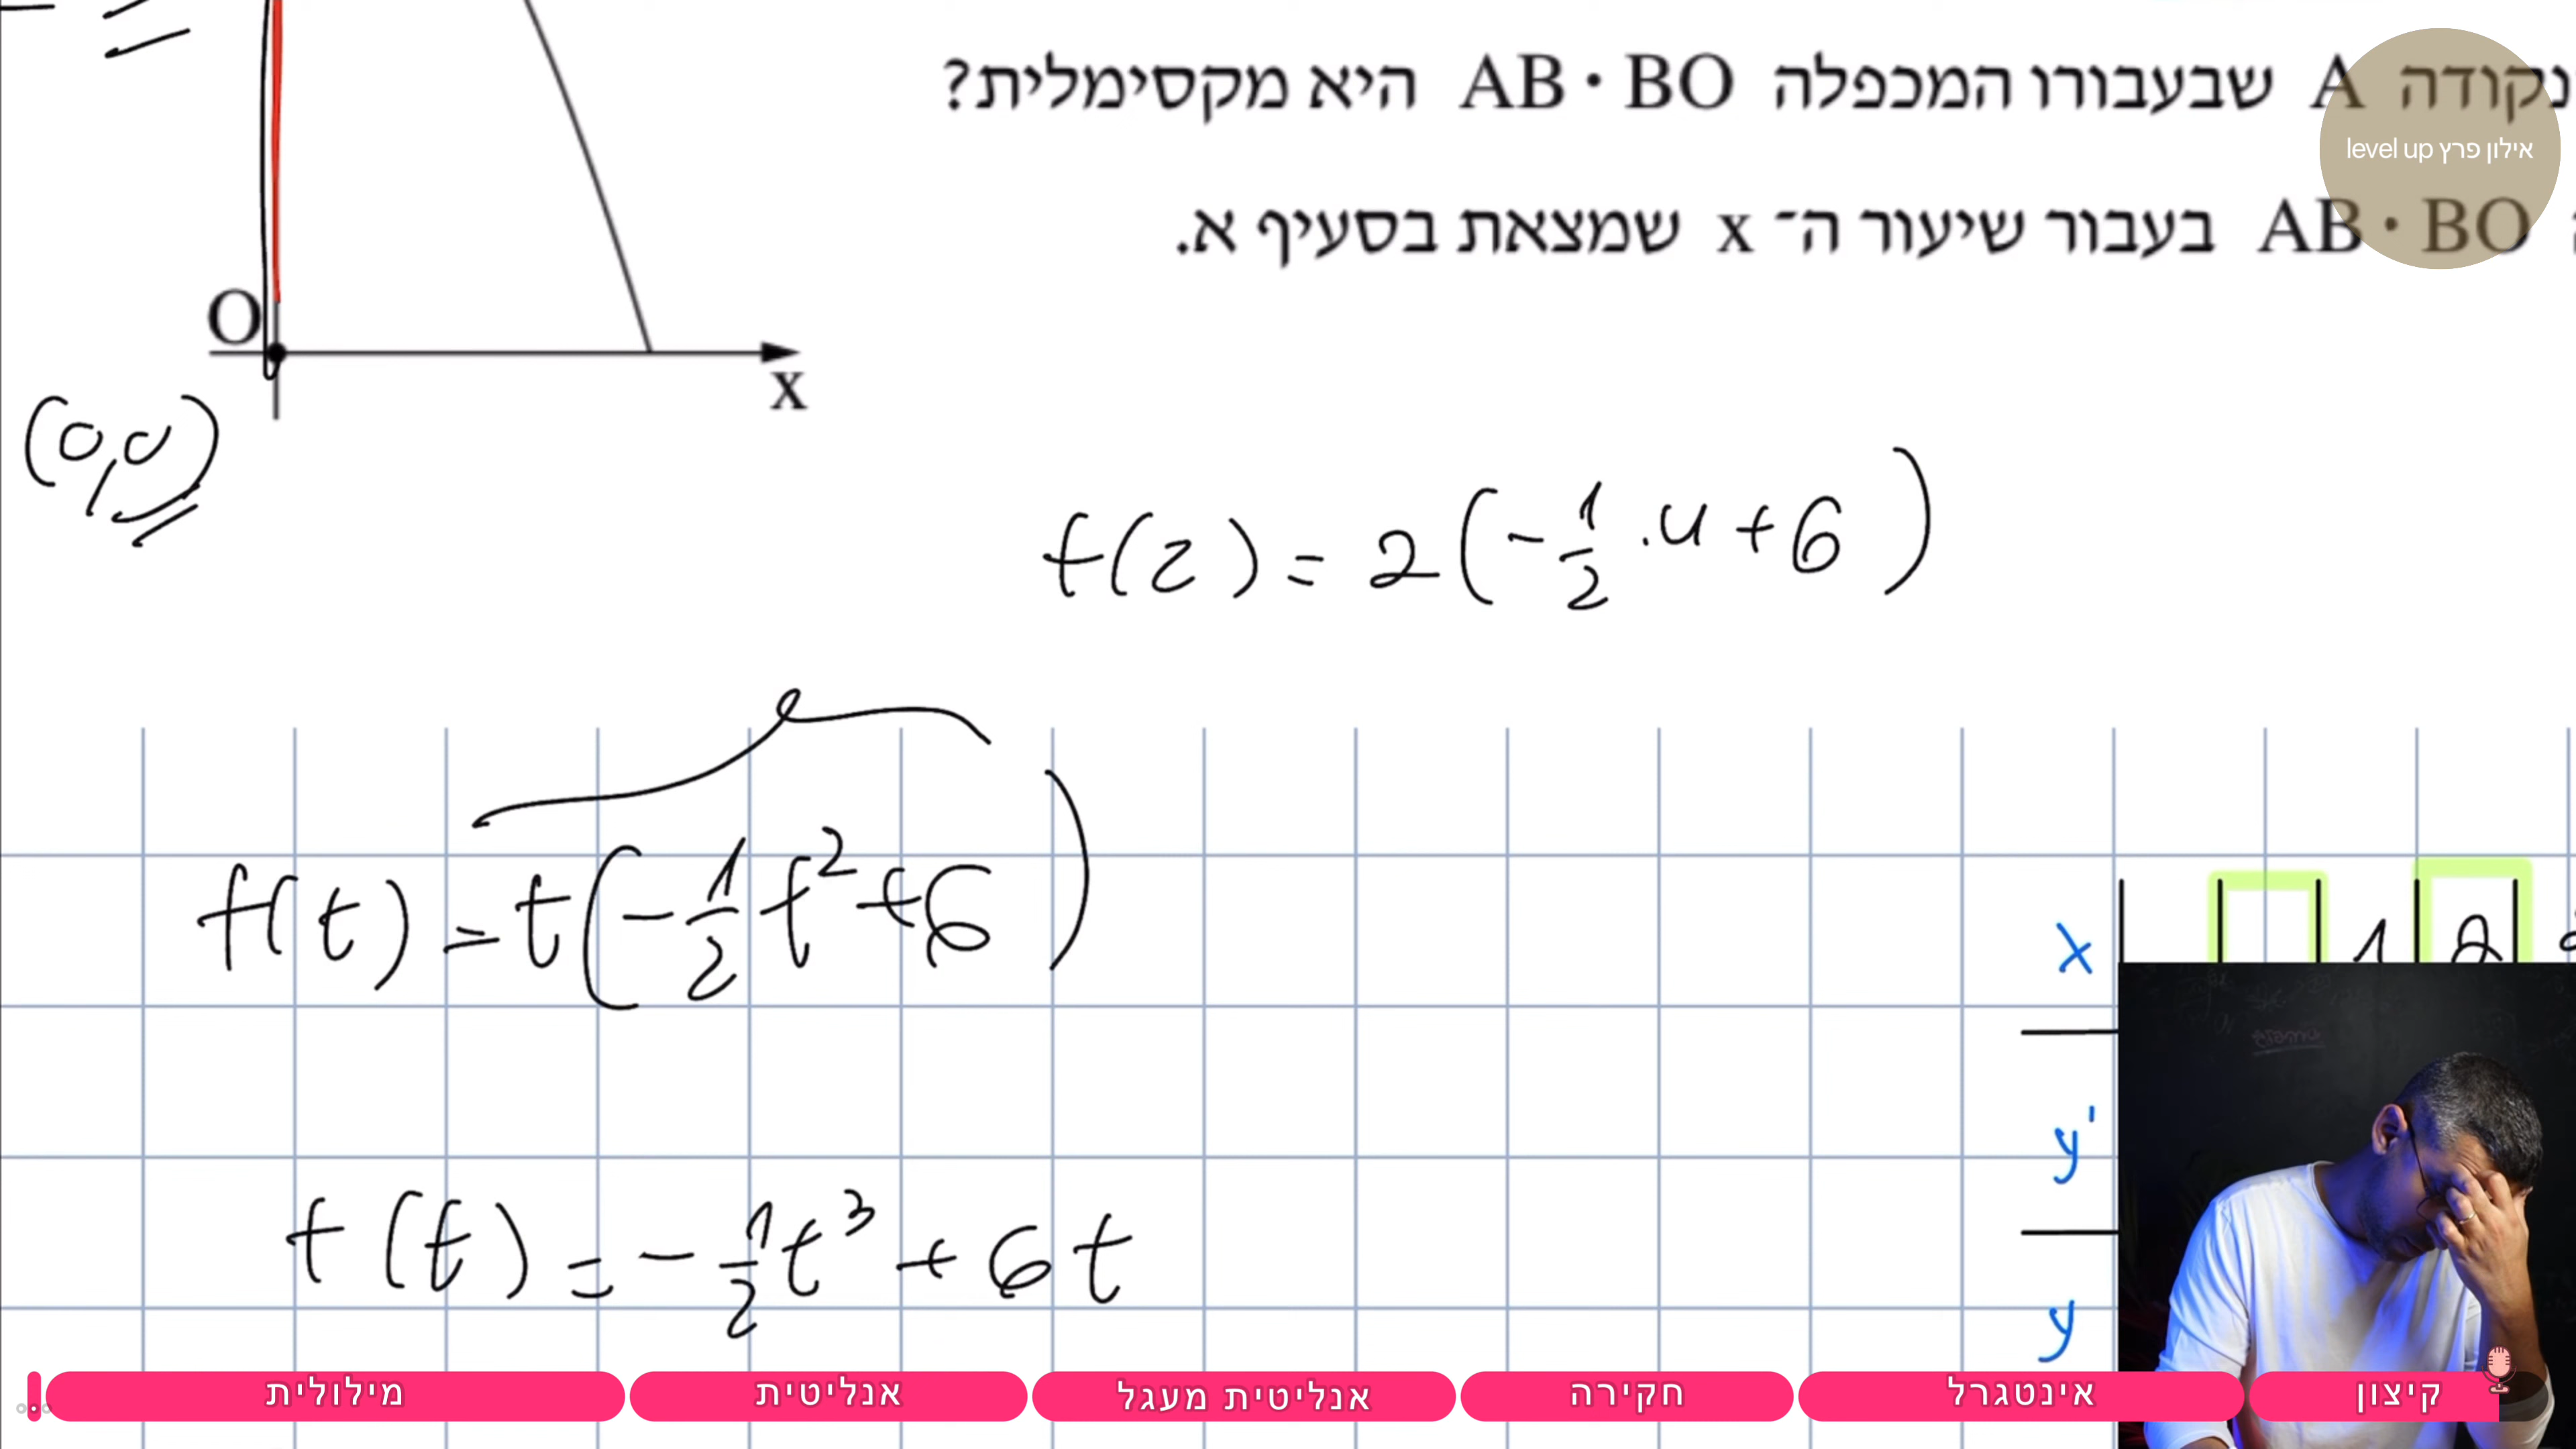 נקודה A שבעבורו המכפלה AB · BO היא מקסימלית?
level up אילון פרץ
AB · BO בעבור שיעור ה־ x שמצאת בסעיף א.
O
x
(0,0)
f(2) = 2(-1/2 · 4 + 6)
f(t) = t(-1/2 t² + 6)
x 1 2
y'
f(t) = -1/2 t³ + 6t
y
מילולית אנליטית אנליטית מעגל חקירה אינטגרל קיצון